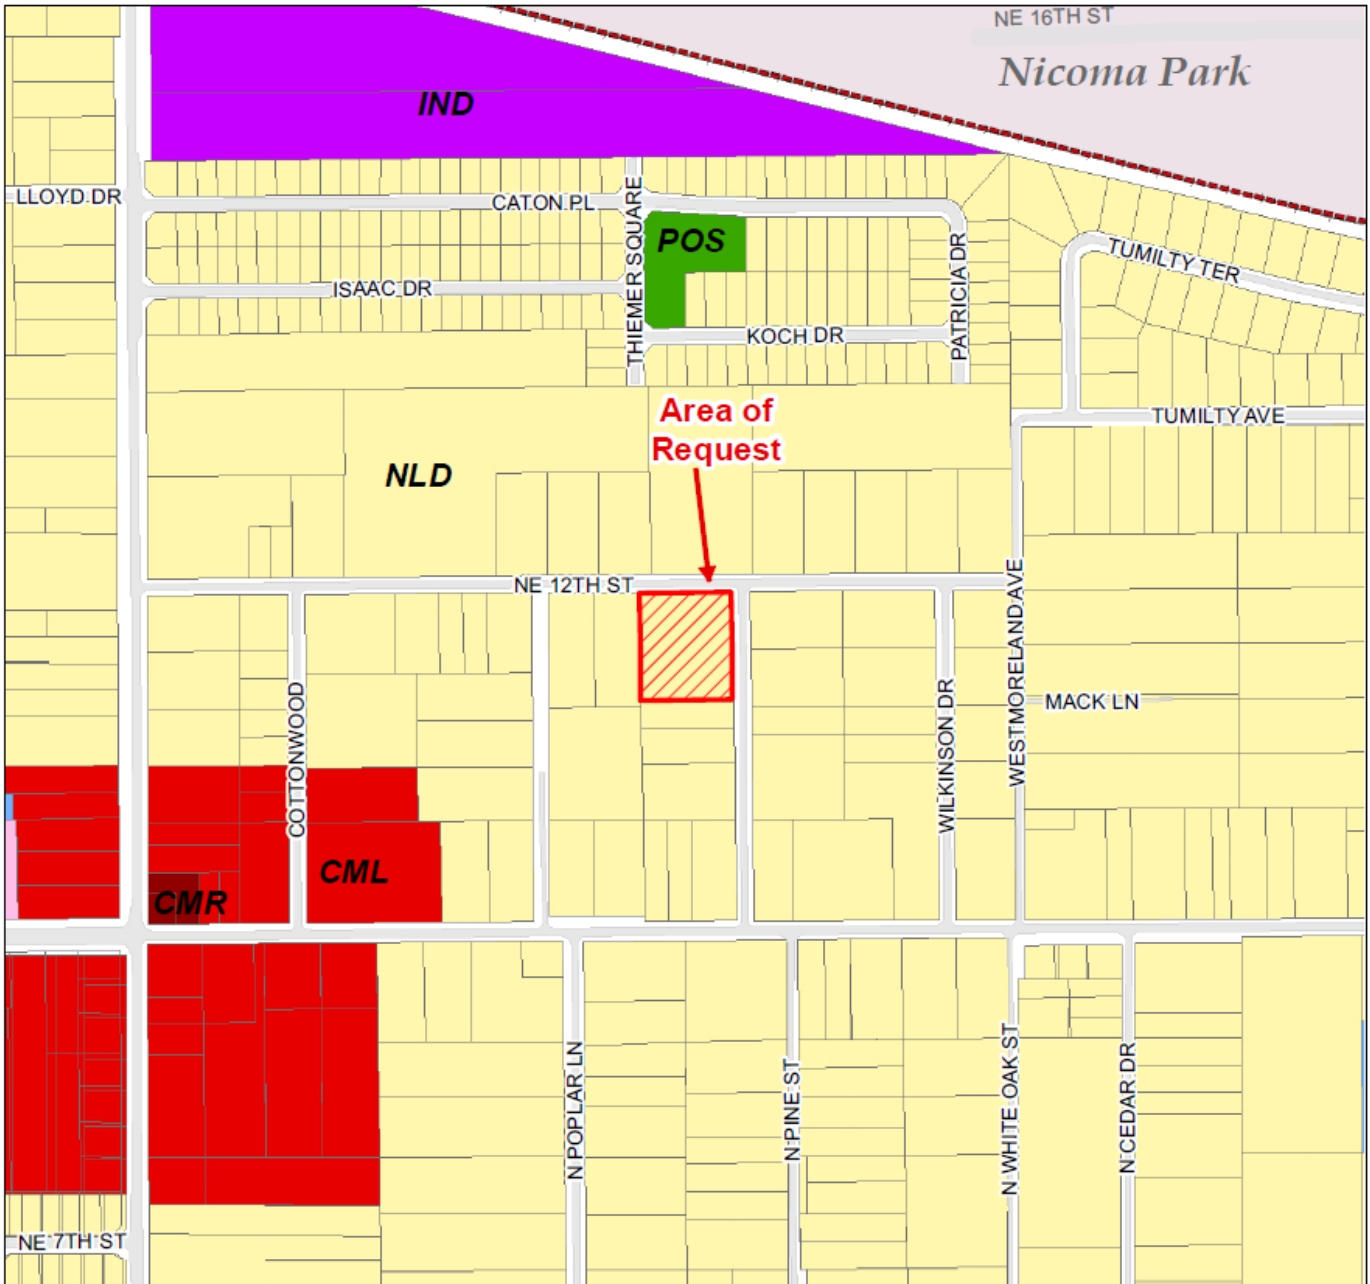 NE 16TH ST
Nicoma Park
IND
LLOYD DR
CATON PL
THIEMER SQUARE
POS
PATRICIA DR
TUMILTY TER
ISAAC DR
KOCH DR
Area of
Request
TUMILTY AVE
NLD
NE 12TH ST
WESTMORELAND AVE
COTTONWOOD
WILKINSON DR
MACK LN
CML
CMR
N POPLAR LN
N PINE ST
N WHITE OAK ST
N CEDAR DR
NE 7TH ST